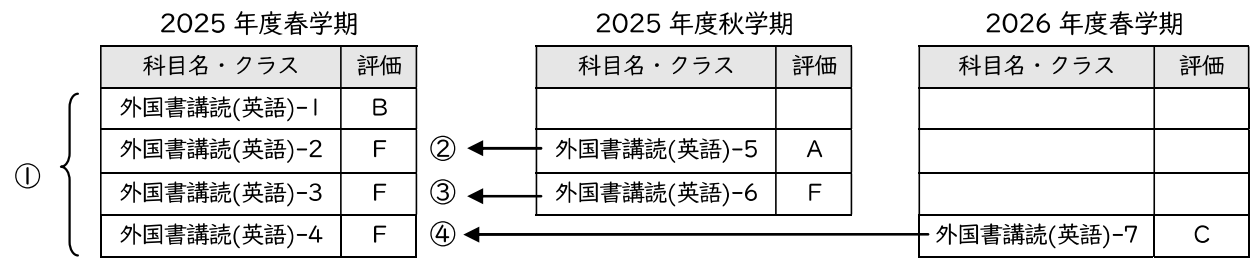 2025 年度春学期
科目名・クラス 評価
外国書講読(英語)-1 B
外国書講読(英語)-2 F
外国書講読(英語)-3 F
外国書講読(英語)-4 F
①
②
③
④
2025 年度秋学期
科目名・クラス 評価
外国書講読(英語)-5 A
外国書講読(英語)-6 F
2026 年度春学期
科目名・クラス 評価
外国書講読(英語)-7 C